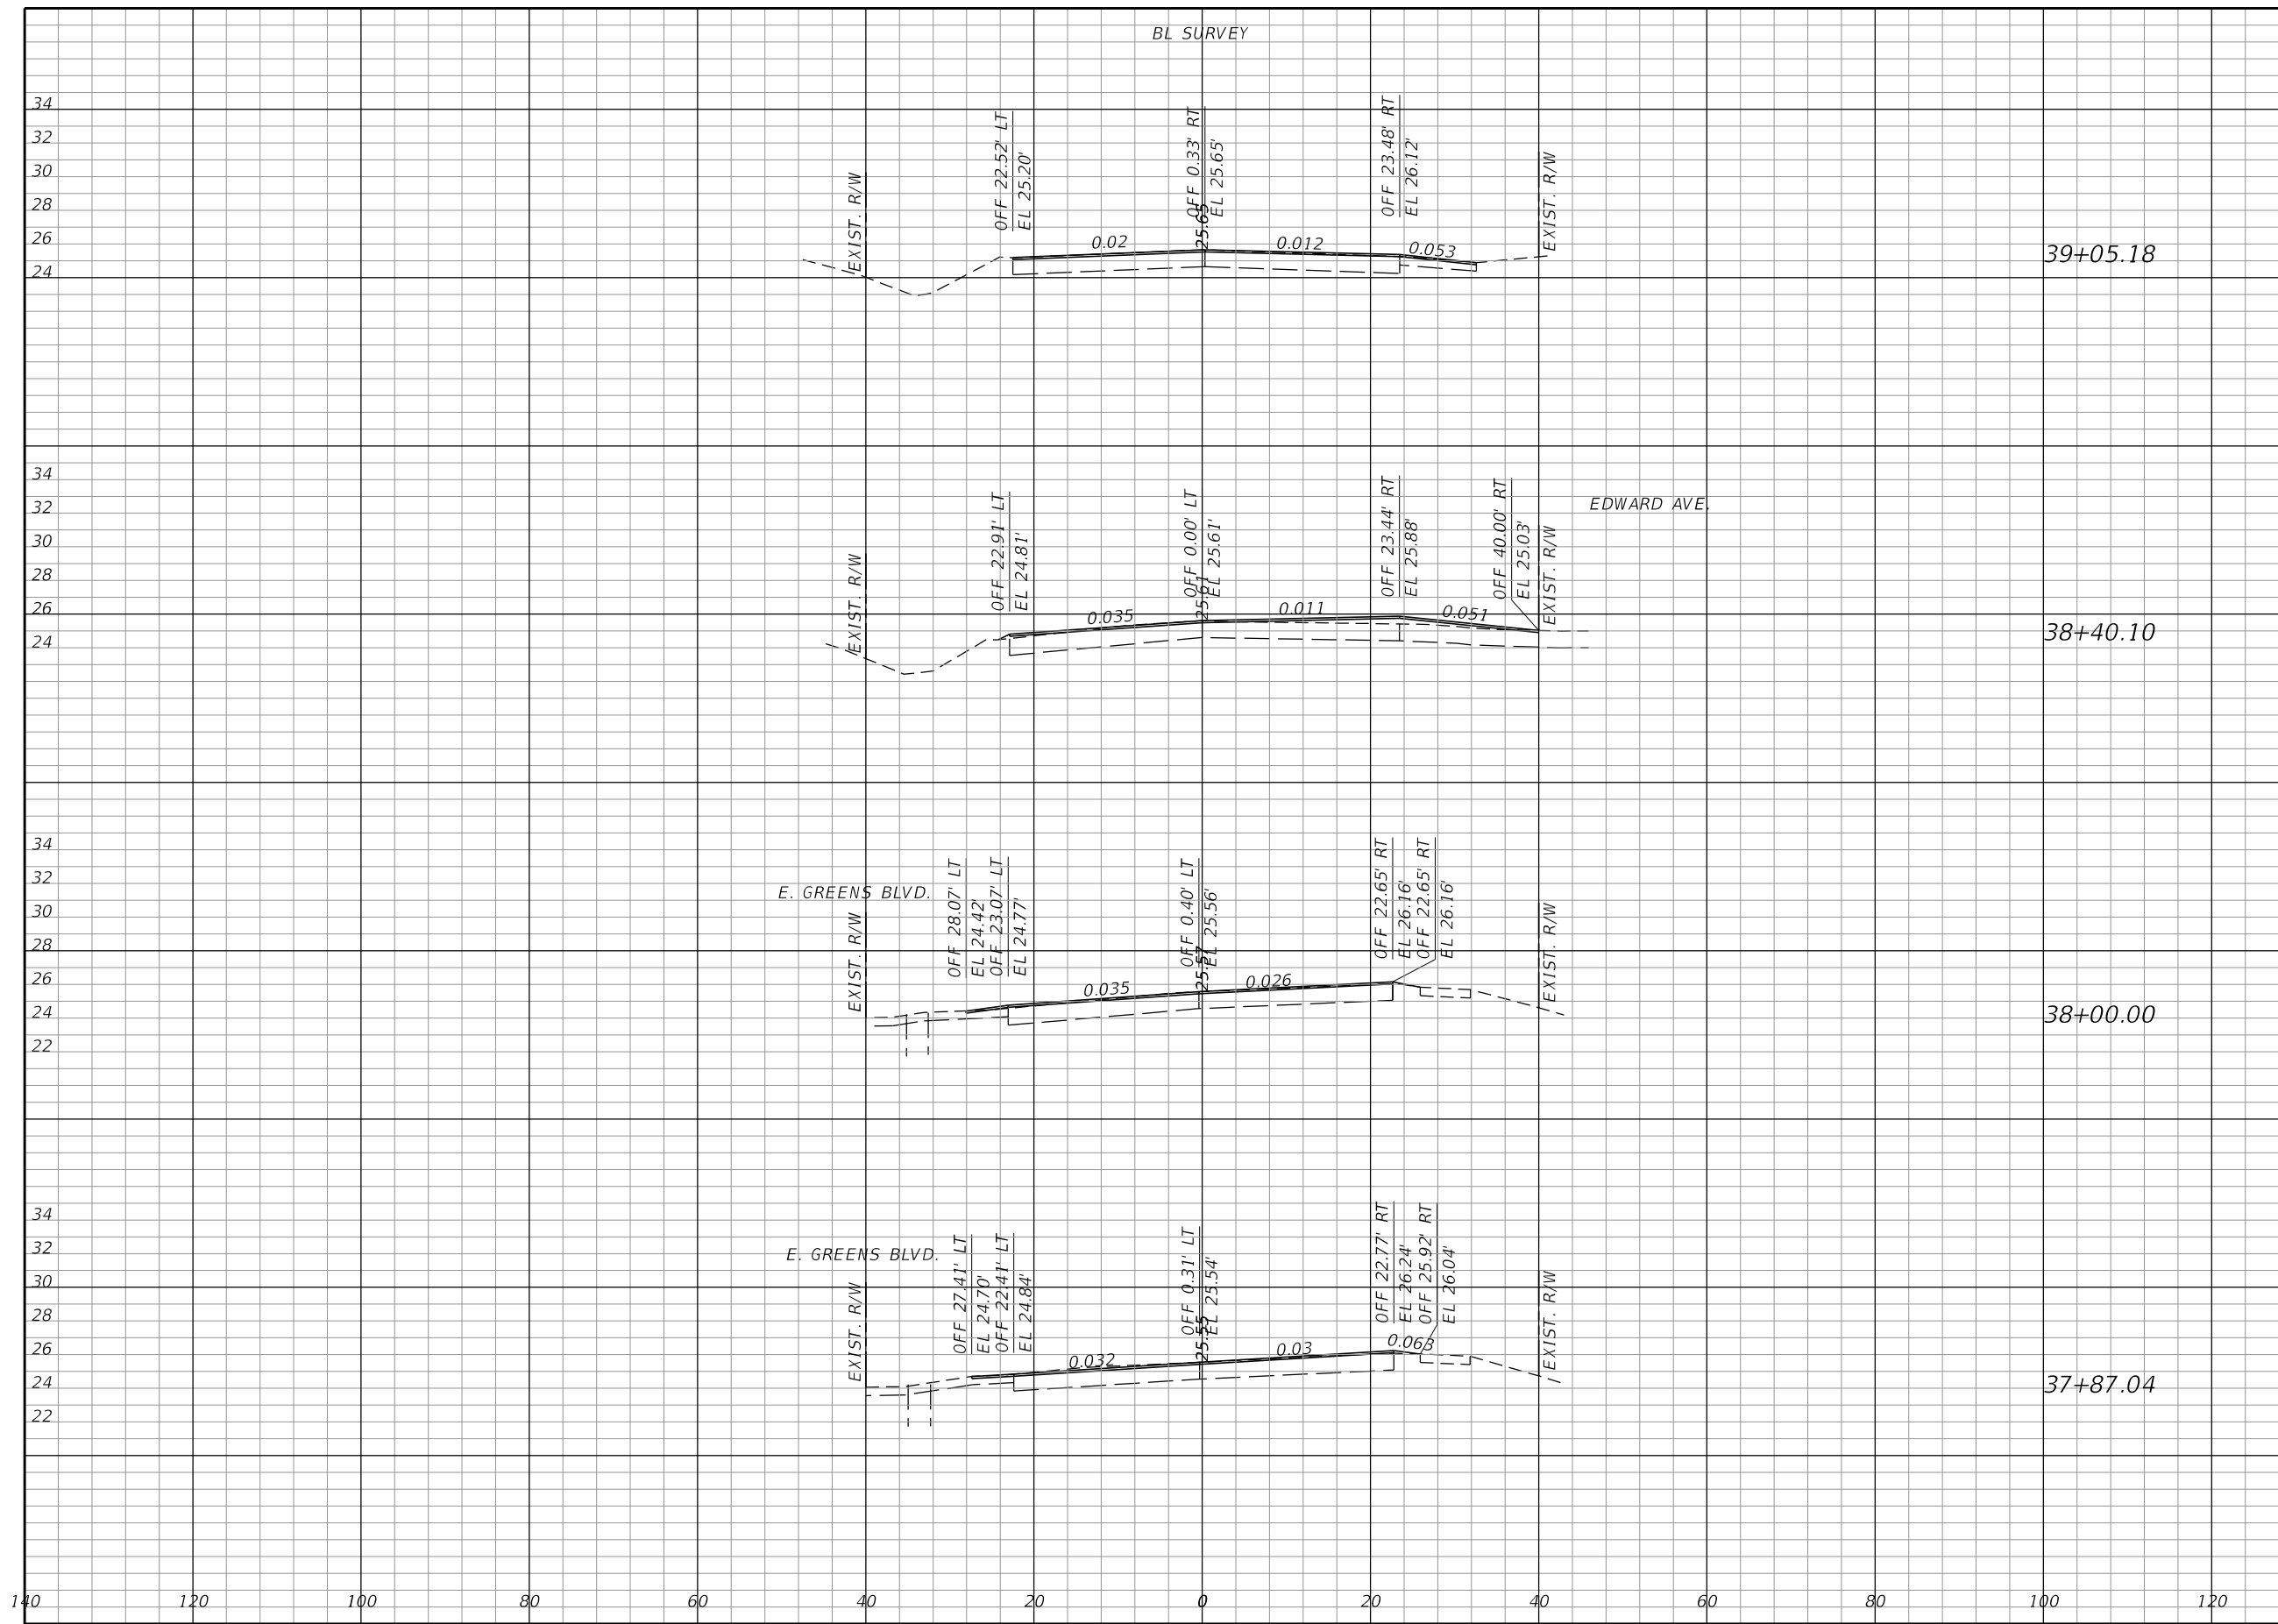 BL SURVEY
34
32
30
28
26
24
EXIST. R/W
OFF 22.52' LT
EL 25.20'
OFF 0.33' RT
EL 25.65'
25.65
OFF 23.48' RT
EL 26.12'
EXIST. R/W
0.02
0.012
0.053
39+05.18
34
32
30
28
26
24
EXIST. R/W
OFF 22.91' LT
EL 24.81'
OFF 0.00' LT
EL 25.61'
25.61
OFF 23.44' RT
EL 25.88'
OFF 40.00' RT
EL 25.03'
EXIST. R/W
EDWARD AVE.
0.035
0.011
0.051
38+40.10
34
32
30
28
26
24
22
E. GREENS BLVD.
EXIST. R/W
OFF 28.07' LT
EL 24.42'
OFF 23.07' LT
EL 24.77'
OFF 0.40' LT
EL 25.56'
25.57
OFF 22.65' RT
EL 26.16'
OFF 22.65' RT
EL 26.16'
EXIST. R/W
0.035
0.026
38+00.00
34
32
30
28
26
24
22
E. GREENS BLVD.
EXIST. R/W
OFF 27.41' LT
EL 24.70'
OFF 22.41' LT
EL 24.84'
OFF 0.31' LT
EL 25.54'
25.55
OFF 22.77' RT
EL 26.24'
OFF 25.92' RT
EL 26.04'
EXIST. R/W
0.032
0.03
0.063
37+87.04
140 120 100 80 60 40 20 0 20 40 60 80 100 120